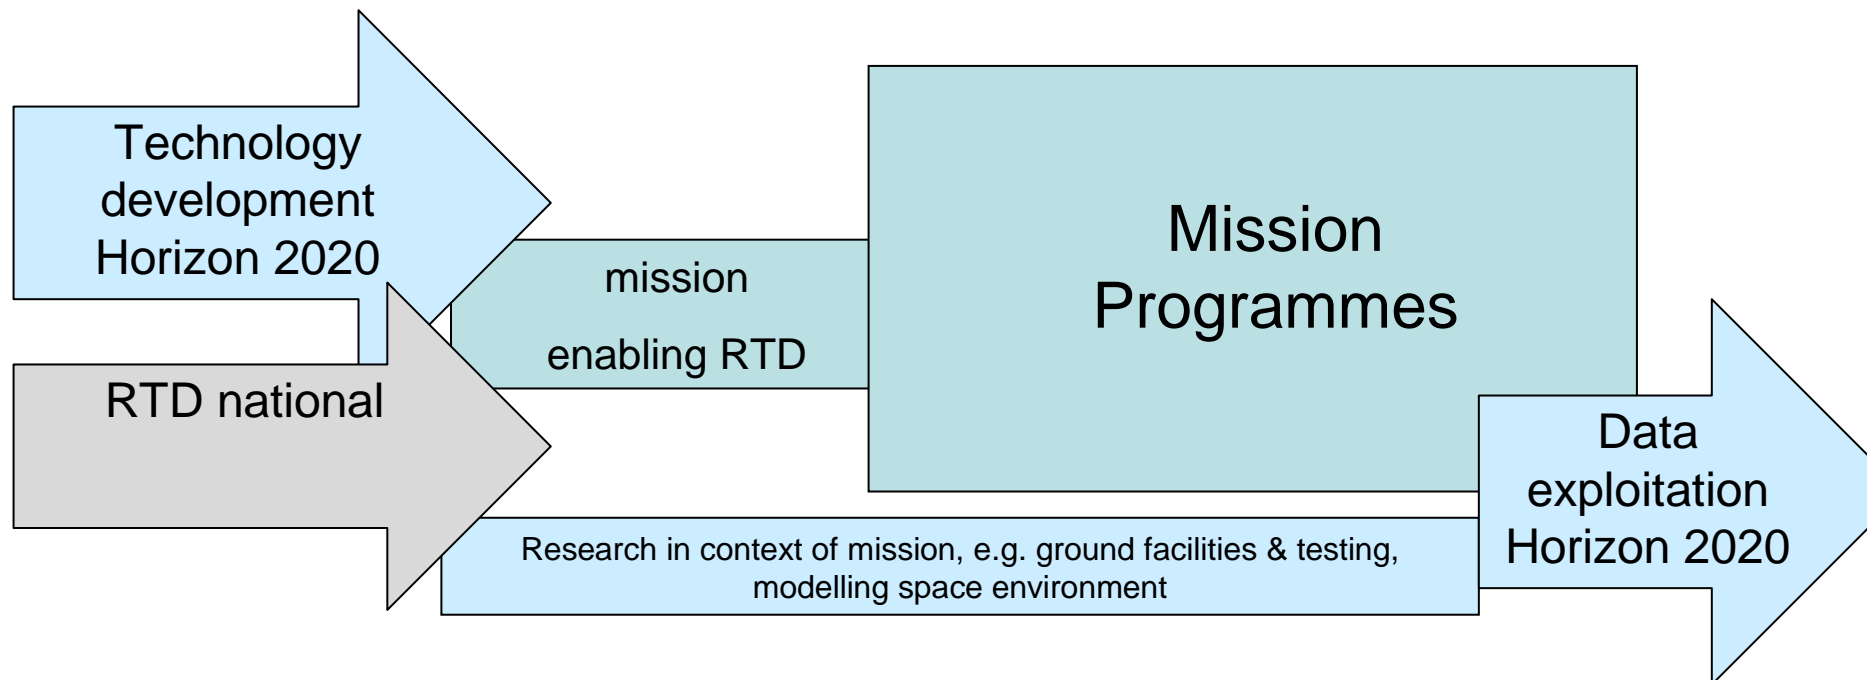 Technology
development
Horizon 2020
mission
enabling RTD
Mission
Programmes
RTD national
Data
exploitation
Horizon 2020
Research in context of mission, e.g. ground facilities & testing,
modelling space environment